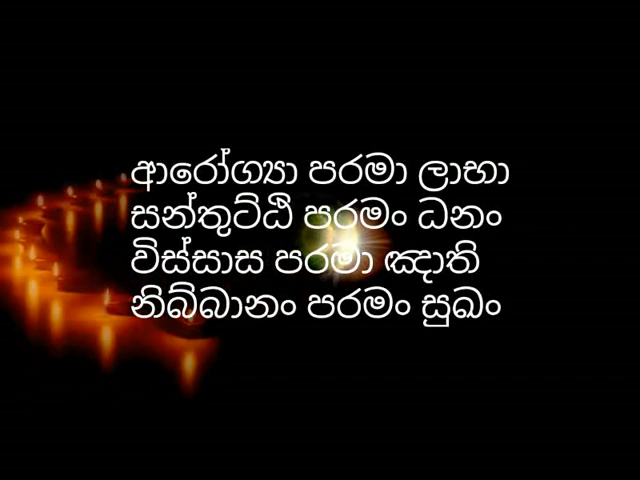 ආරෝග්‍යා පරමා ලාභා
සන්තුට්ඨි පරමං ධනං
විස්සාස පරමා ඤාති
නිබ්බානං පරමං සුඛං